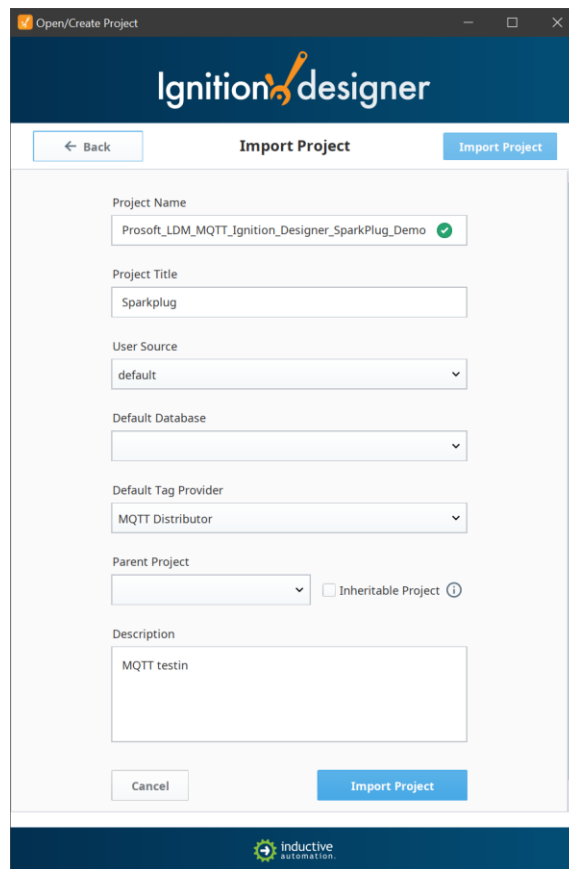 Open/Create Project
Ignition designer
← Back
Import Project
Import Project
Project Name
Prosoft_LDM_MQTT_Ignition_Designer_SparkPlug_Demo
Project Title
Sparkplug
User Source
default
Default Database
Default Tag Provider
MQTT Distributor
Parent Project
Inheritable Project
Description
MQTT testin
Cancel
Import Project
inductive
automation.